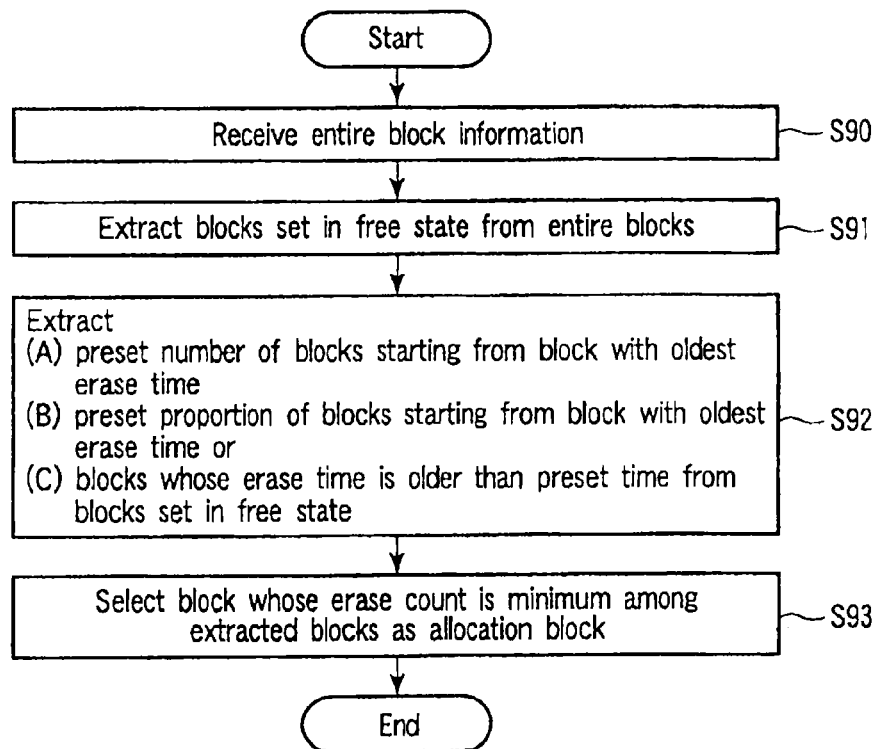 Start
Receive entire block information
S90
Extract blocks set in free state from entire blocks
S91
Extract
(A) preset number of blocks starting from block with oldest
erase time
(B) preset proportion of blocks starting from block with oldest
erase time or
(C) blocks whose erase time is older than preset time from
blocks set in free state
S92
Select block whose erase count is minimum among
extracted blocks as allocation block
S93
End